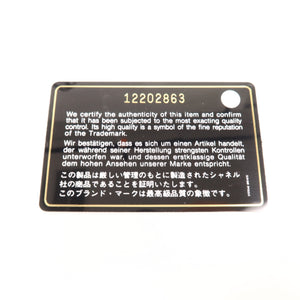 12202863
We certify the authenticity of this item and confirm
that it has been subjected to the most exacting quality
control. Its high quality is a symbol of the fine reputation
of the Trademark.
Wir bestätigen, dass es sich um einen Artikel handelt,
der während seiner Herstellung strengsten Kontrollen
unterworfen war, und dessen erstklassige Qualität
dem hohen Ansehen unserer Marke entspricht.
この製品は厳しい管理のもとに製造されたシャネル
社の商品であることを証明いたします。
このブランド・マークは最高級品質の象徴です。